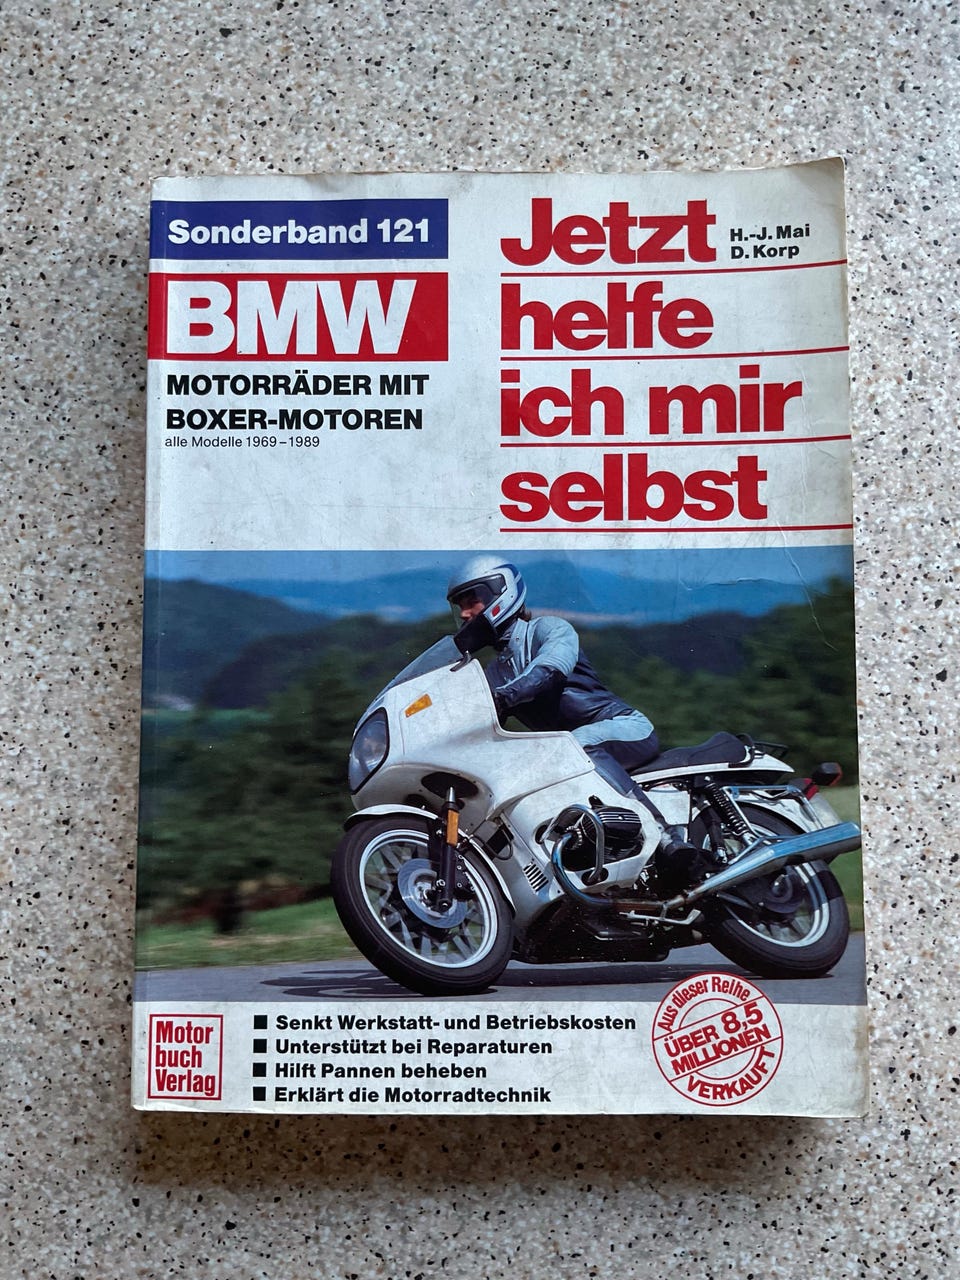 Sonderband 121
BMW
MOTORRÄDER MIT
BOXER-MOTOREN
alle Modelle 1969–1989
Jetzt
helfe
ich mir
selbst
H.-J. Mai
D. Korp
Motor
buch
Verlag
■ Senkt Werkstatt- und Betriebskosten
■ Unterstützt bei Reparaturen
■ Hilft Pannen beheben
■ Erklärt die Motorradtechnik
Aus dieser Reihe
ÜBER 8,5
MILLIONEN
VERKAUFT